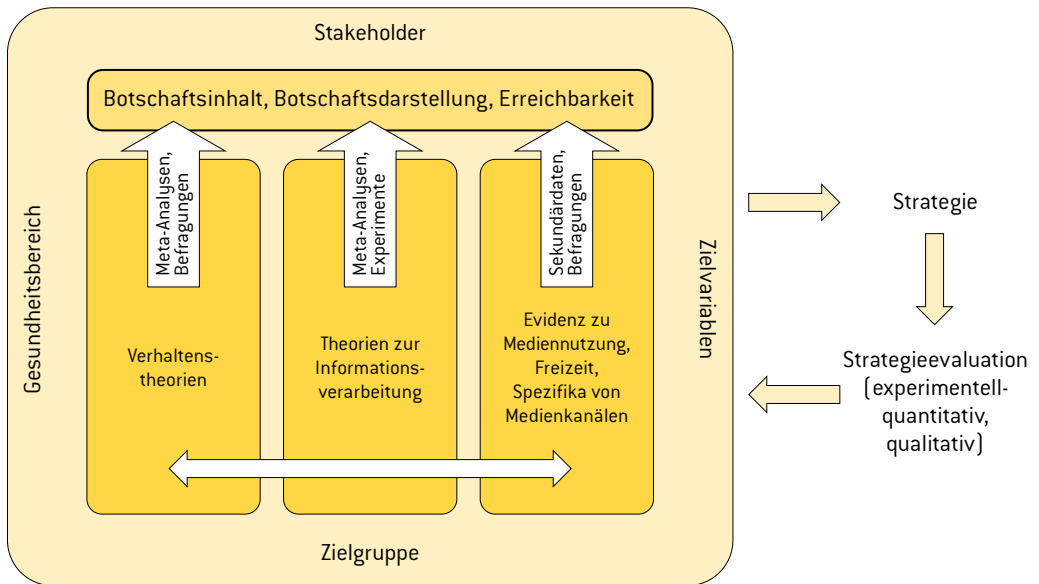 Stakeholder
Botschaftsinhalt, Botschaftsdarstellung, Erreichbarkeit
Gesundheitsbereich
Meta-Analysen,
Befragungen
Verhaltens-
theorien
Meta-Analysen,
Experimente
Theorien zur
Informations-
verarbeitung
Sekundärdaten,
Befragungen
Evidenz zu
Mediennutzung,
Freizeit,
Spezifika von
Medienkanälen
Zielvariablen
Zielgruppe
Strategie
Strategieevaluation
(experimentell-
quantitativ,
qualitativ)